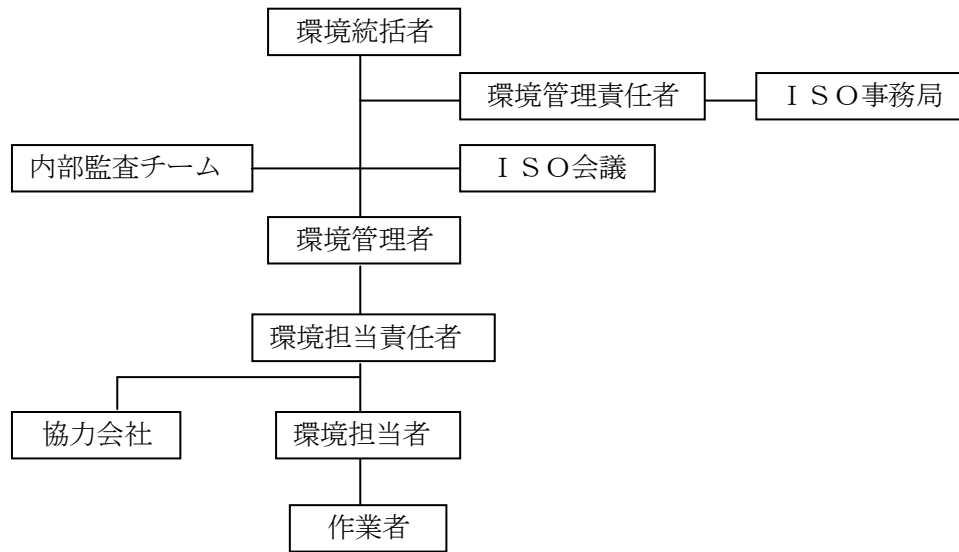 環境統括者
環境管理責任者
ＩＳＯ事務局
内部監査チーム
ＩＳＯ会議
環境管理者
環境担当責任者
協力会社
環境担当者
作業者